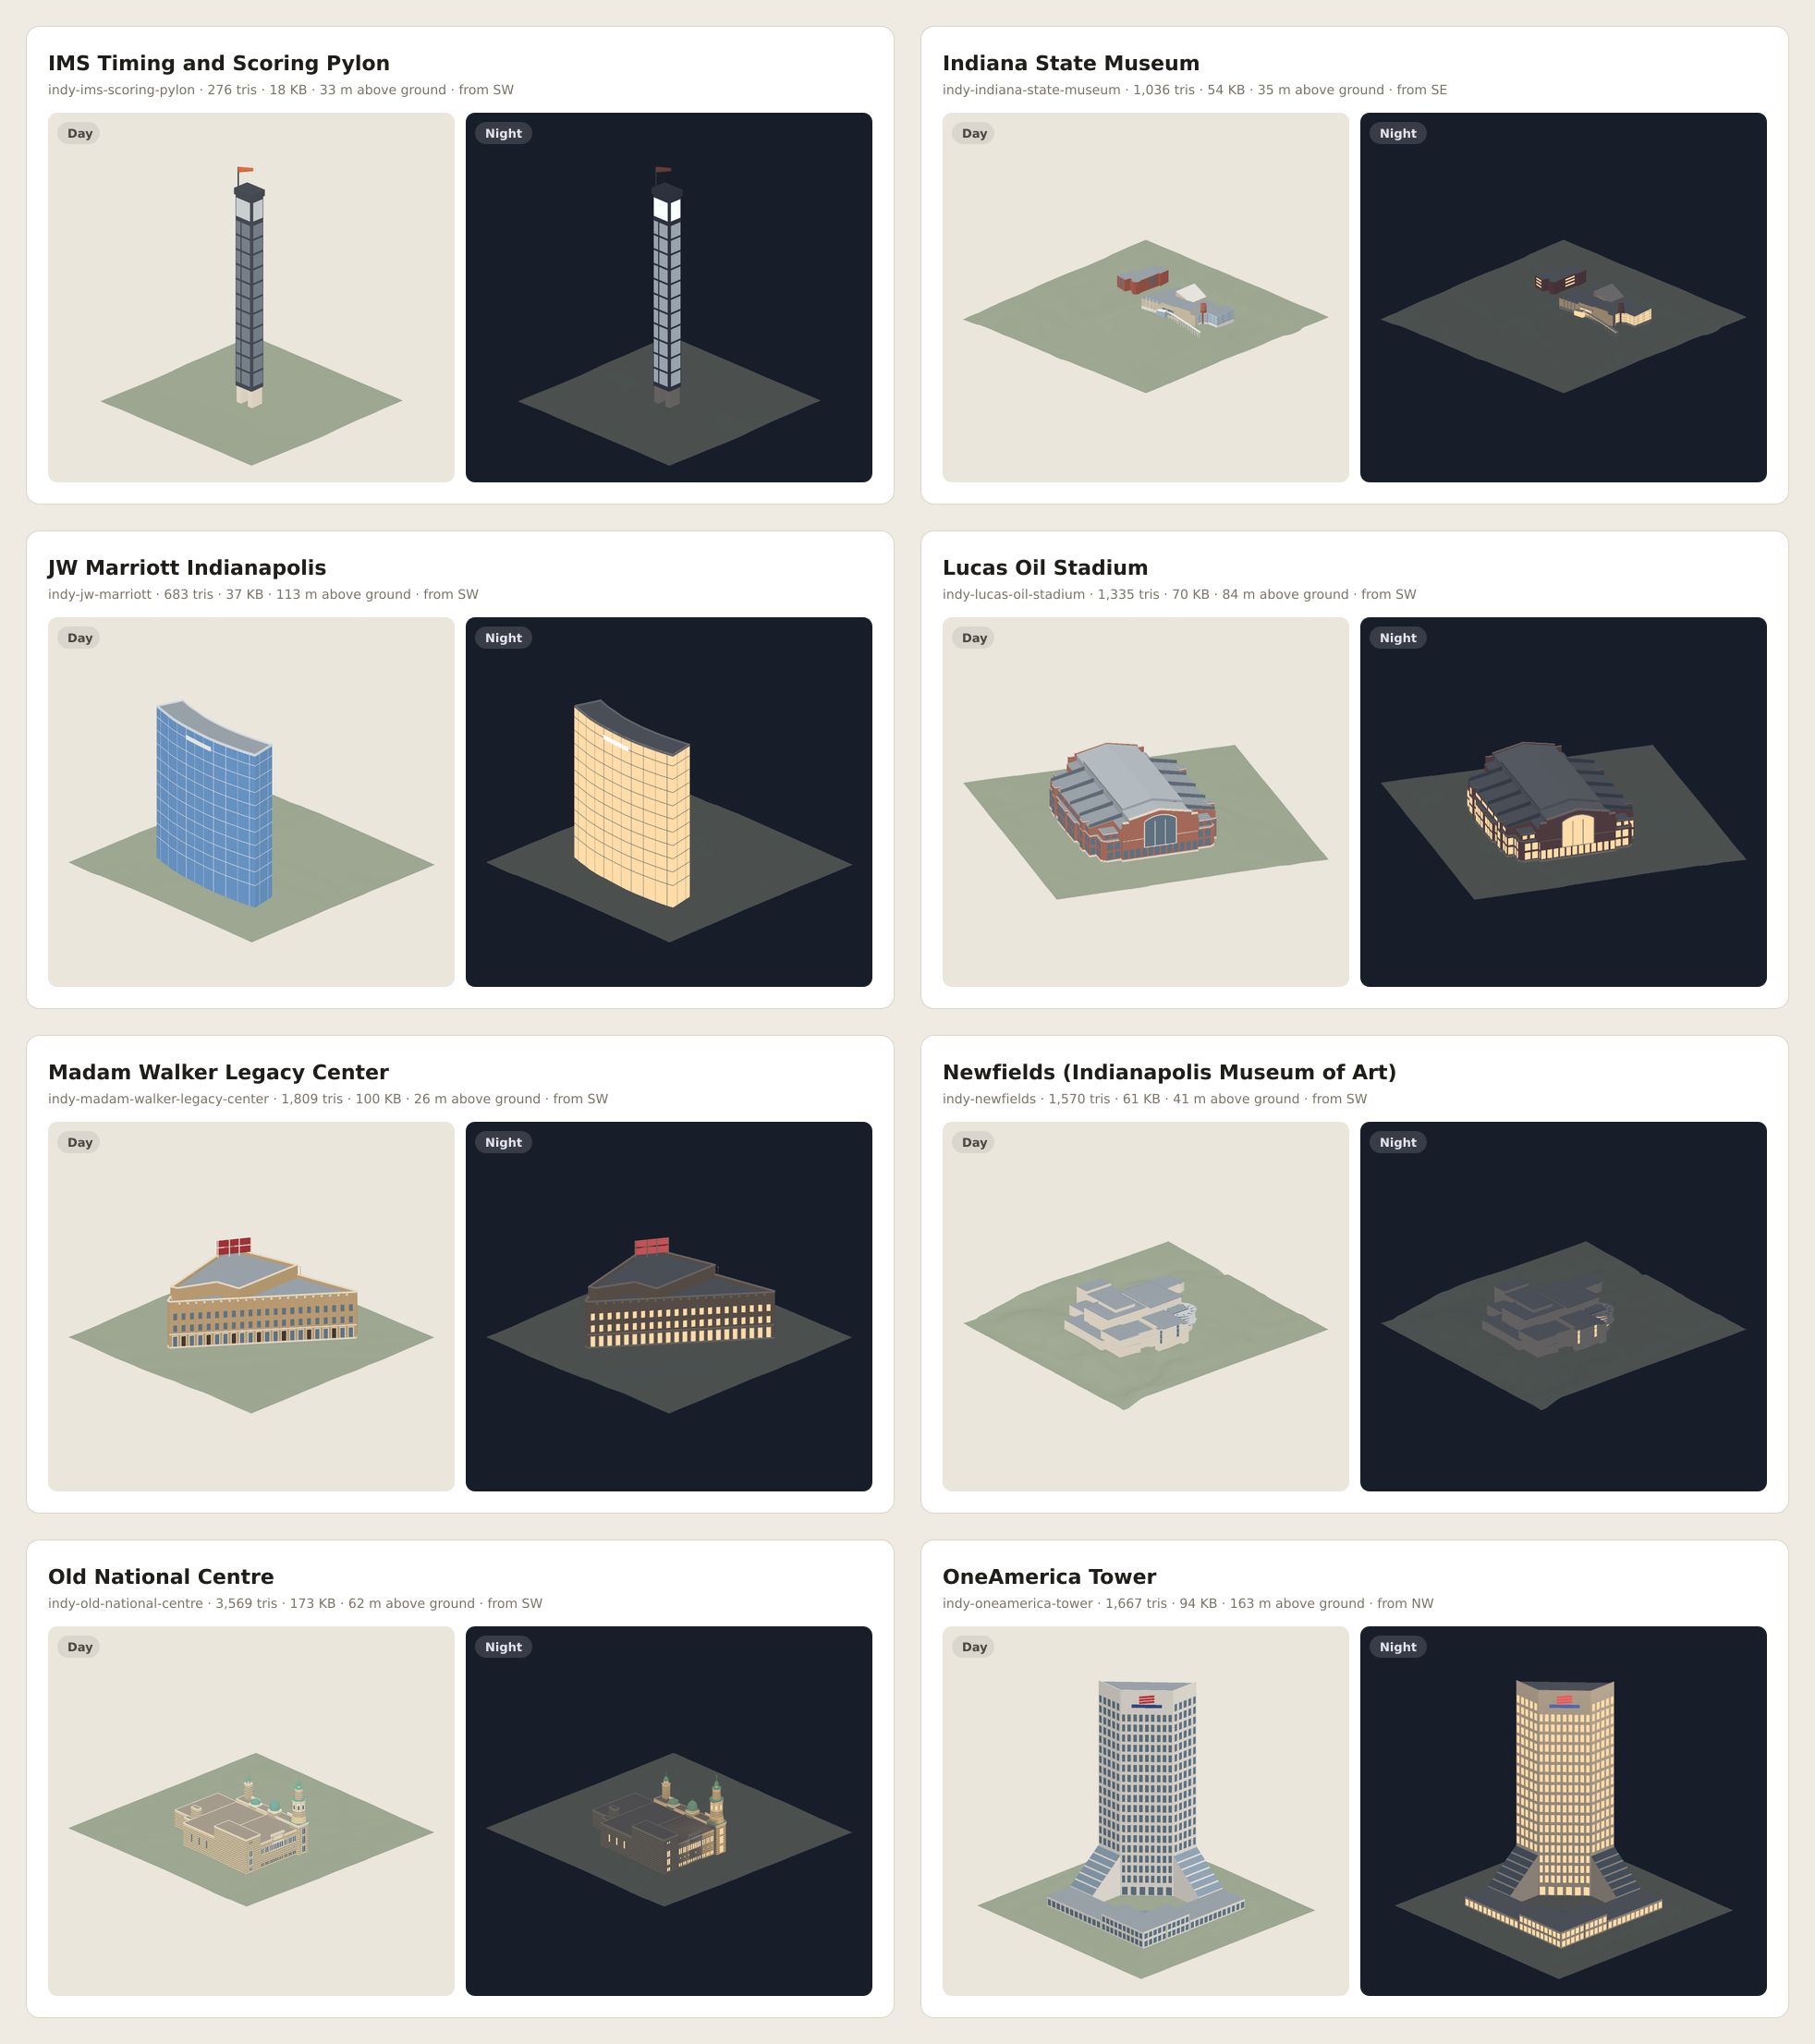 IMS Timing and Scoring Pylon
indy-ims-scoring-pylon · 276 tris · 18 KB · 33 m above ground · from SW
Day
Night
Indiana State Museum
indy-indiana-state-museum · 1,036 tris · 54 KB · 35 m above ground · from SE
Day
Night
JW Marriott Indianapolis
indy-jw-marriott · 683 tris · 37 KB · 113 m above ground · from SW
Day
Night
Lucas Oil Stadium
indy-lucas-oil-stadium · 1,335 tris · 70 KB · 84 m above ground · from SW
Day
Night
Madam Walker Legacy Center
indy-madam-walker-legacy-center · 1,809 tris · 100 KB · 26 m above ground · from SW
Day
Night
Newfields (Indianapolis Museum of Art)
indy-newfields · 1,570 tris · 61 KB · 41 m above ground · from SW
Day
Night
Old National Centre
indy-old-national-centre · 3,569 tris · 173 KB · 62 m above ground · from SW
Day
Night
OneAmerica Tower
indy-oneamerica-tower · 1,667 tris · 94 KB · 163 m above ground · from NW
Day
Night